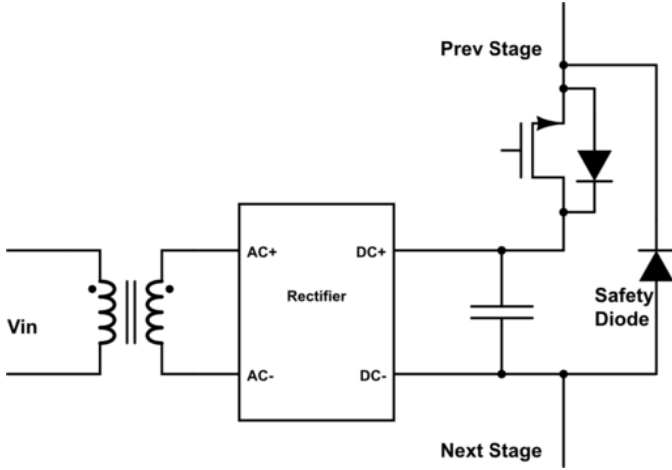 Prev Stage
AC+
DC+
Rectifier
Safety
Diode
Vin
AC-
DC-
Next Stage